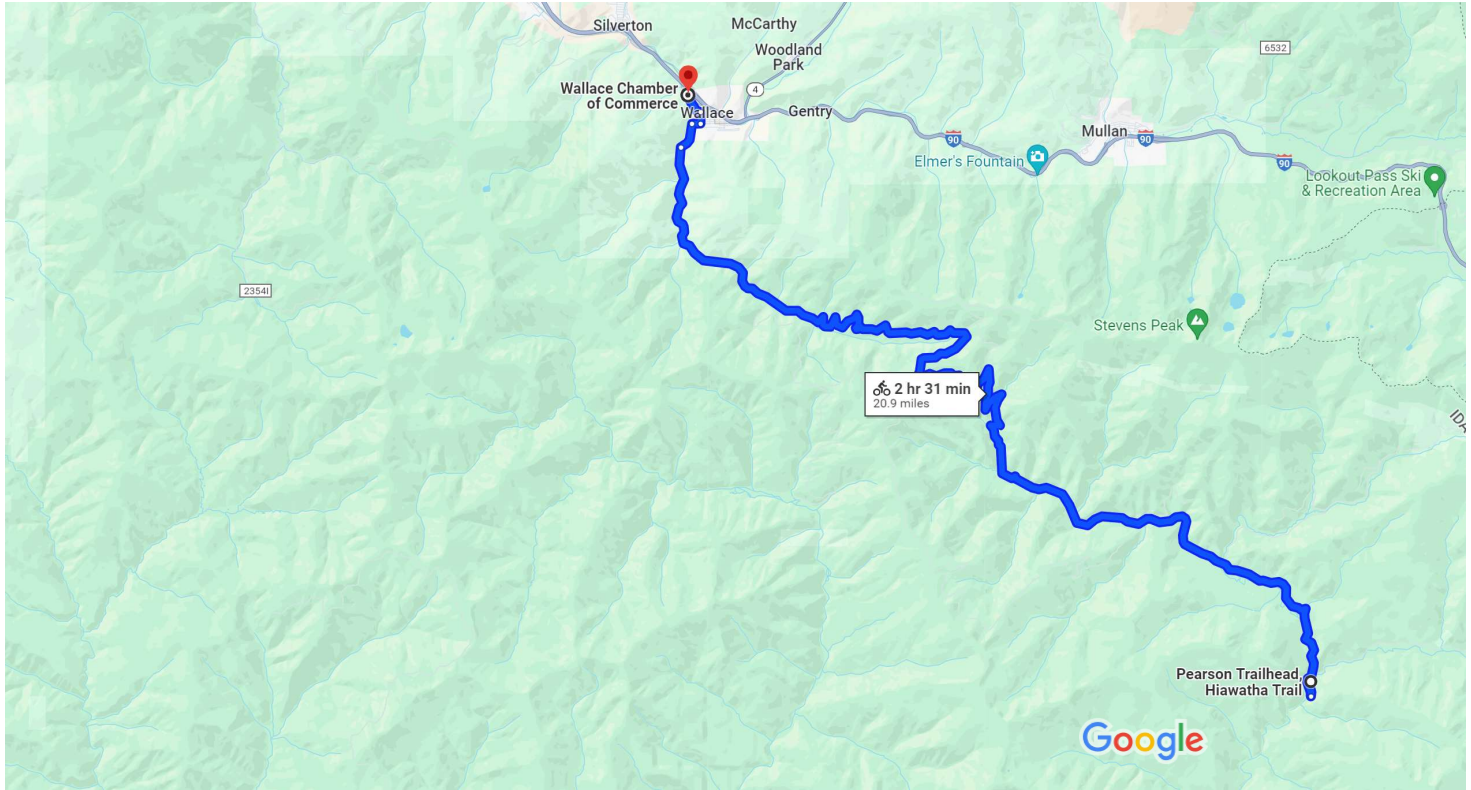 Silverton
McCarthy
Woodland
Park
6532
Wallace Chamber
of Commerce
4
Wallace
Gentry
90
Mullan
90
Elmer's Fountain
90
Lookout Pass Ski
& Recreation Area
2354I
Stevens Peak
2 hr 31 min
20.9 miles
IDA
Pearson Trailhead,
Hiawatha Trail
Google